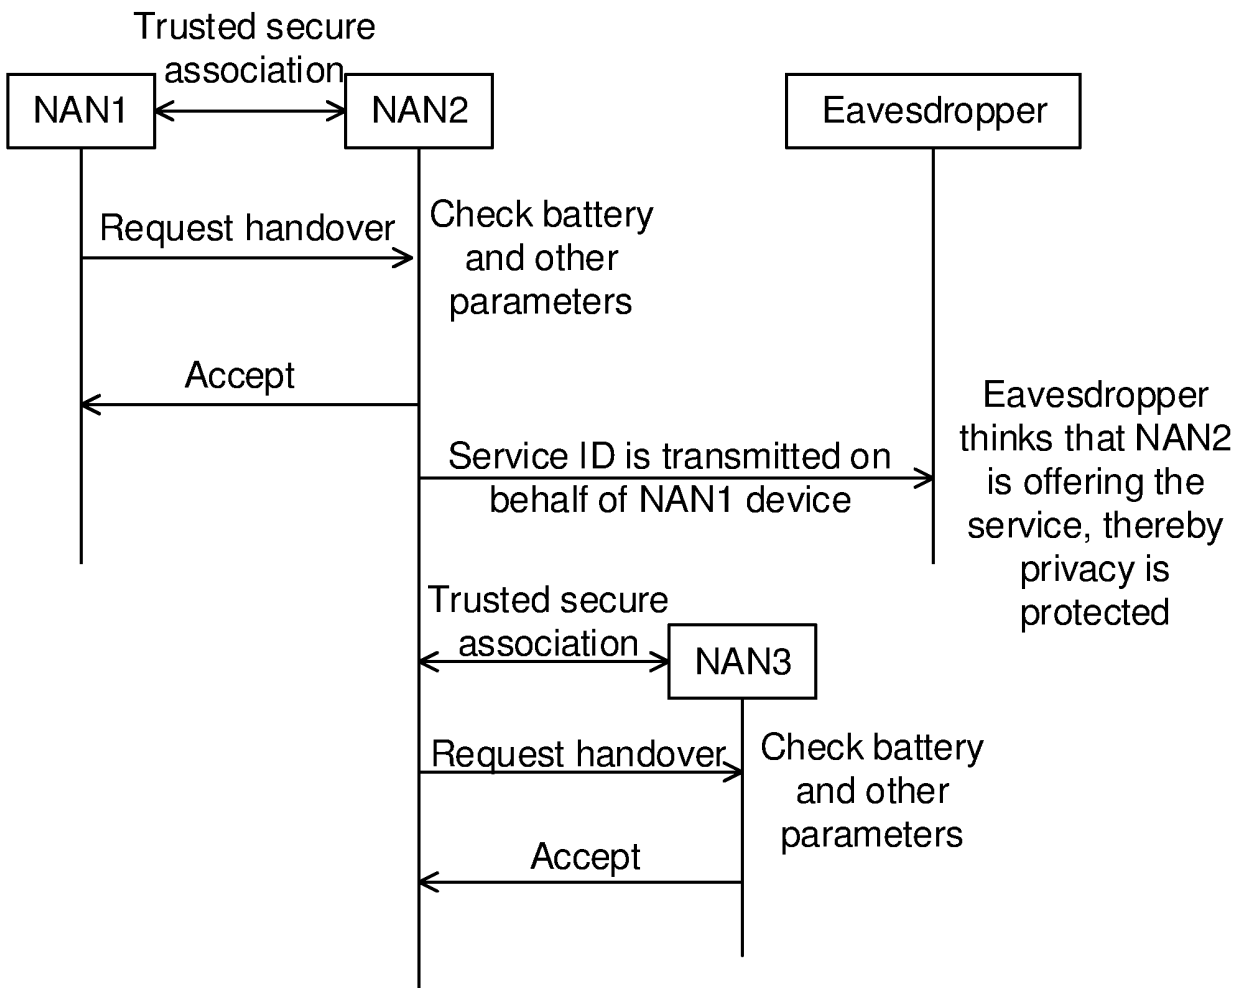 Trusted secure
association
NAN1
NAN2
Eavesdropper
Request handover
Check battery
and other
parameters
Accept
Service ID is transmitted on
behalf of NAN1 device
Eavesdropper
thinks that NAN2
is offering the
service, thereby
privacy is
protected
Trusted secure
association
NAN3
Request handover
Check battery
and other
parameters
Accept